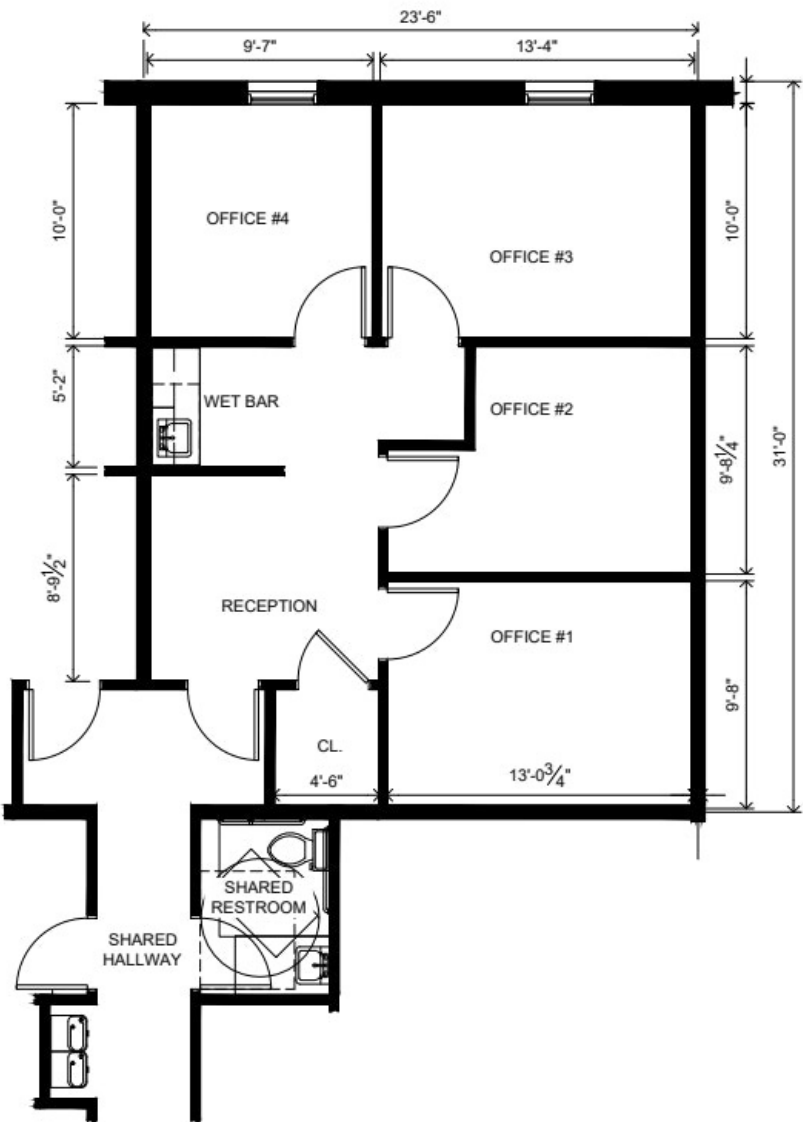 23'-6"
9'-7"
13'-4"
10'-0"
OFFICE #4
OFFICE #3
10'-0"
5'-2"
WET BAR
OFFICE #2
9'-8¼"
31'-0"
8'-9½"
RECEPTION
OFFICE #1
9'-8"
CL.
4'-6"
13'-0¾"
SHARED
RESTROOM
SHARED
HALLWAY